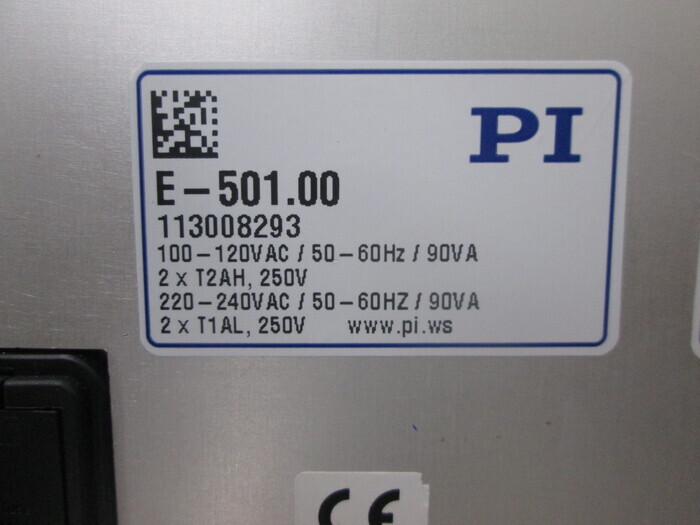 PI
E-501.00
113008293
100-120VAC / 50-60Hz / 90VA
2 x T2AH, 250V
220-240VAC / 50-60HZ / 90VA
2 x T1AL, 250V www.pi.ws
CE